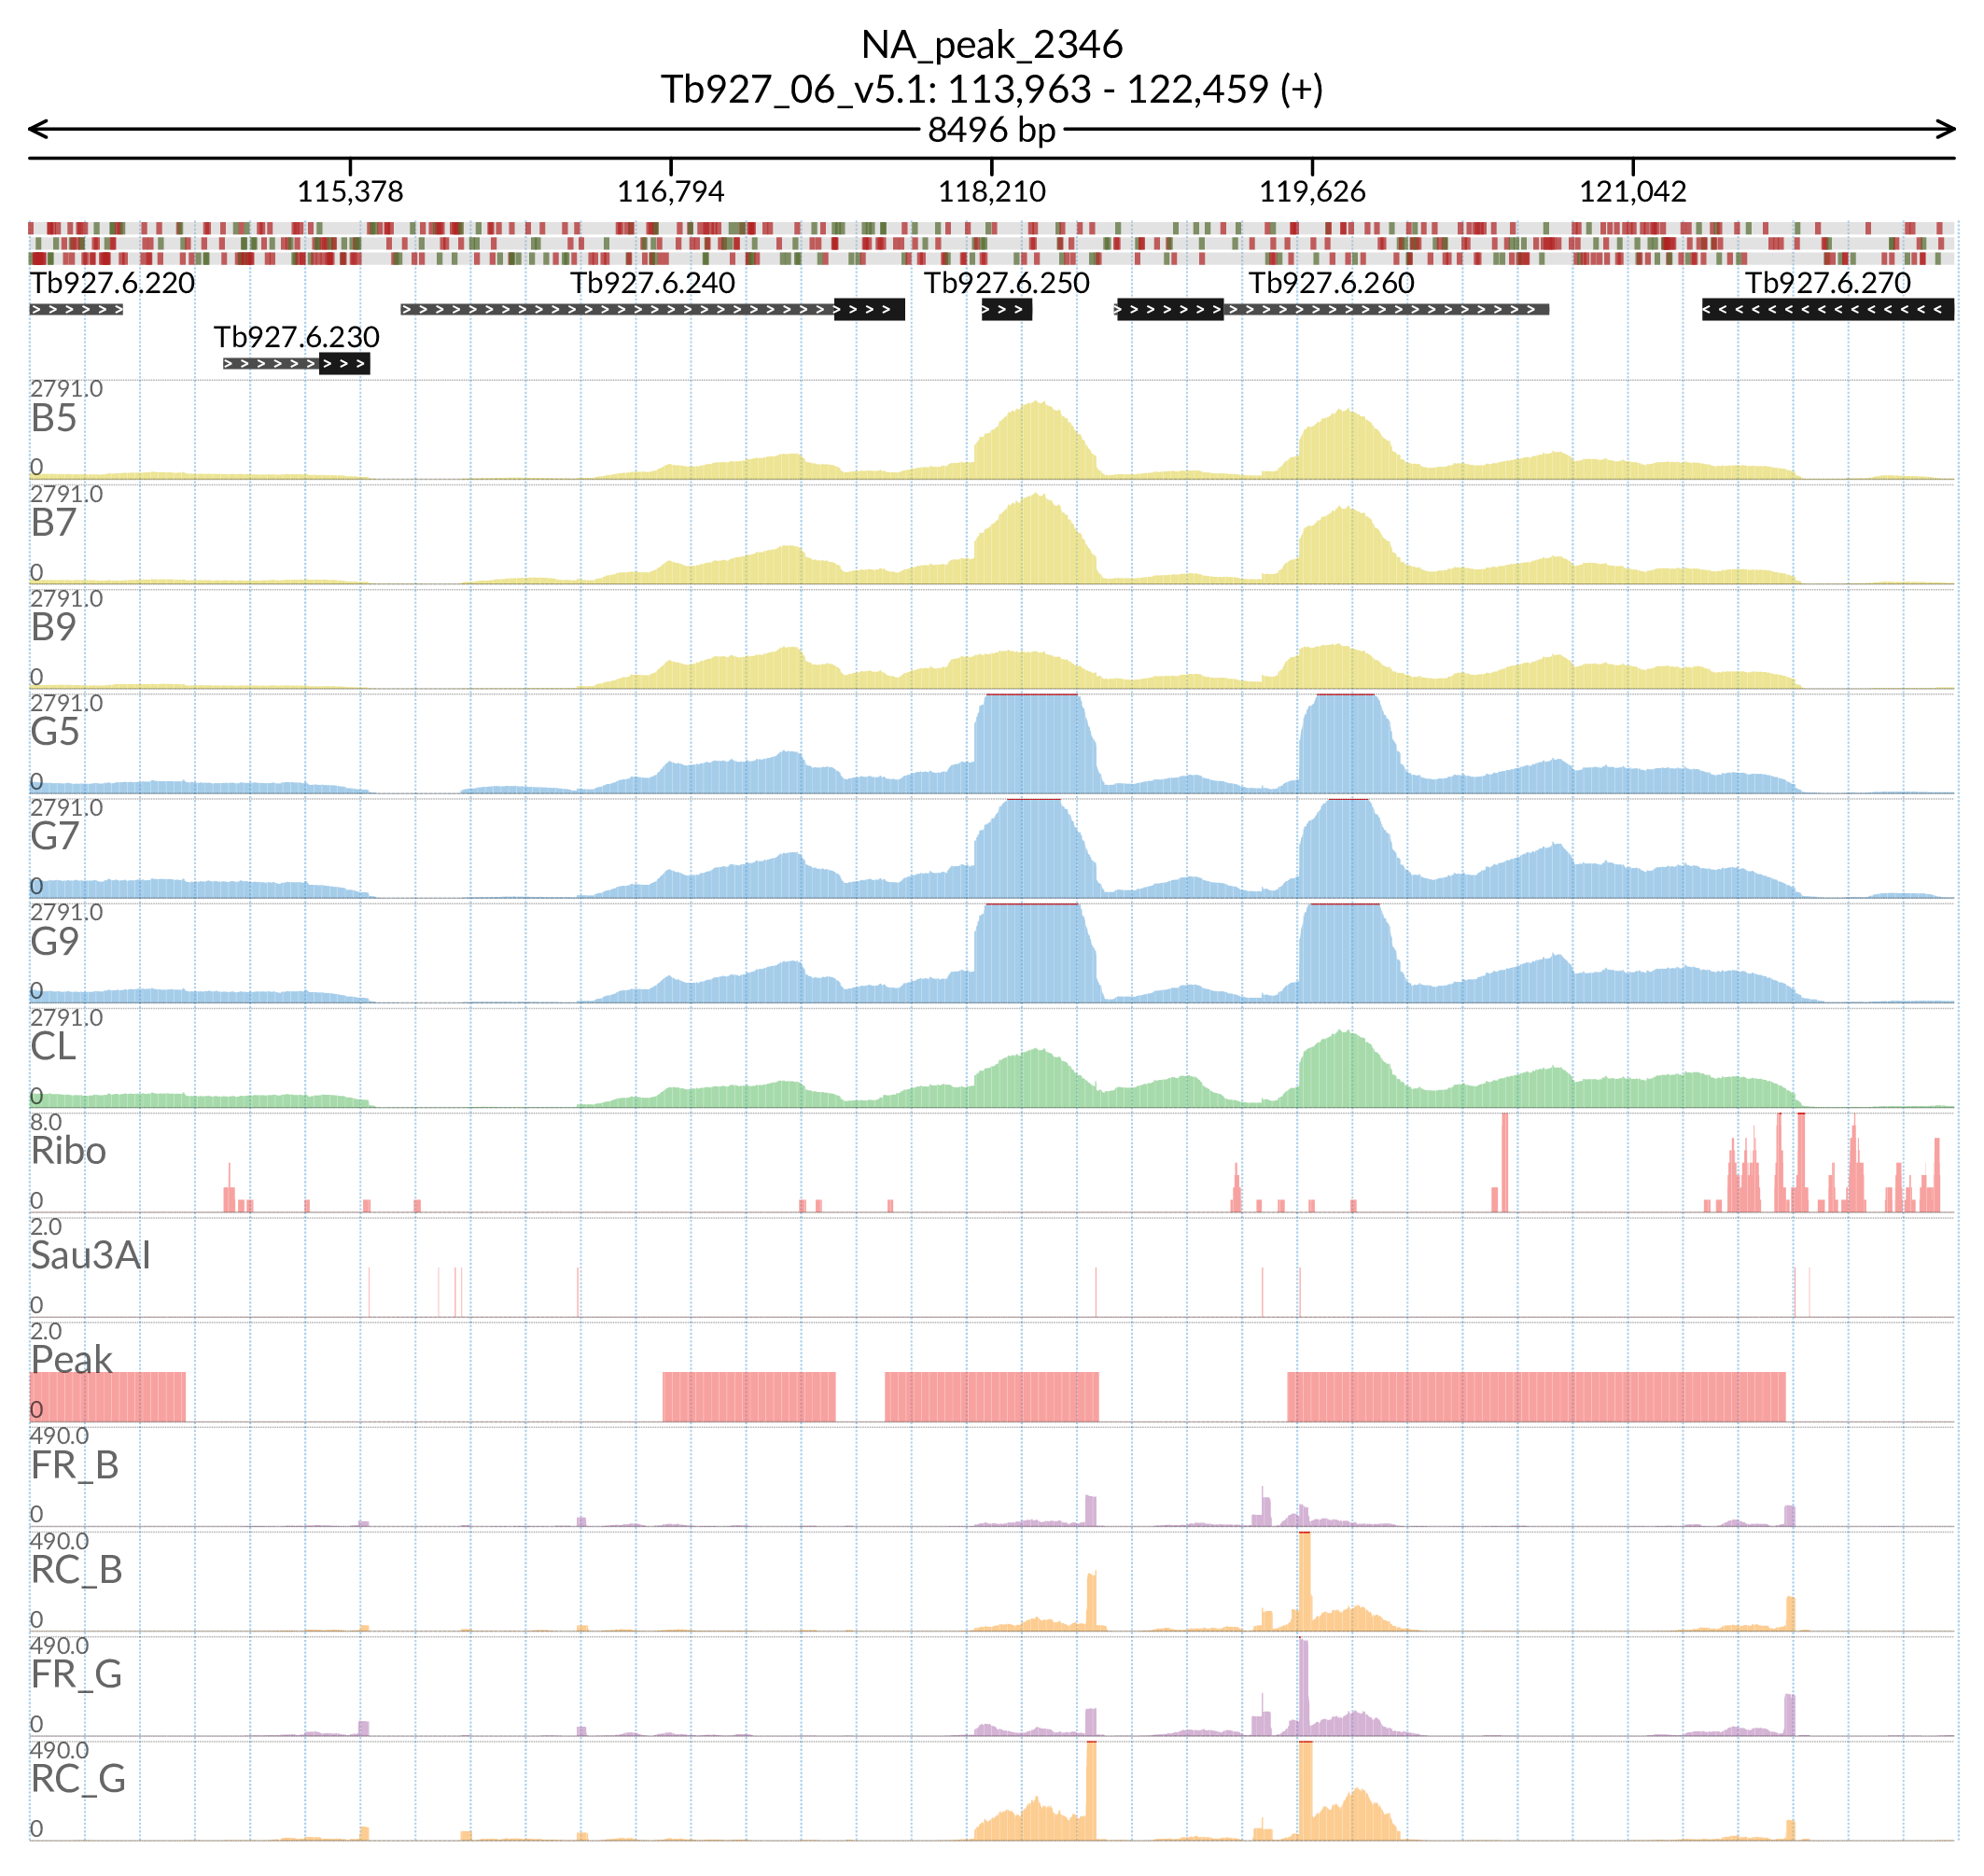 NA_peak_2346
Tb927_06_v5.1: 113,963 - 122,459 (+)
8496 bp
115,378 116,794 118,210 119,626 121,042
Tb927.6.220 Tb927.6.240 Tb927.6.250 Tb927.6.260 Tb927.6.270
Tb927.6.230
2791.0
B5
0
2791.0
B7
0
2791.0
B9
0
2791.0
G5
0
2791.0
G7
0
2791.0
G9
0
2791.0
CL
0
8.0
Ribo
0
2.0
Sau3AI
0
2.0
Peak
0
490.0
FR_B
0
490.0
RC_B
0
490.0
FR_G
0
490.0
RC_G
0